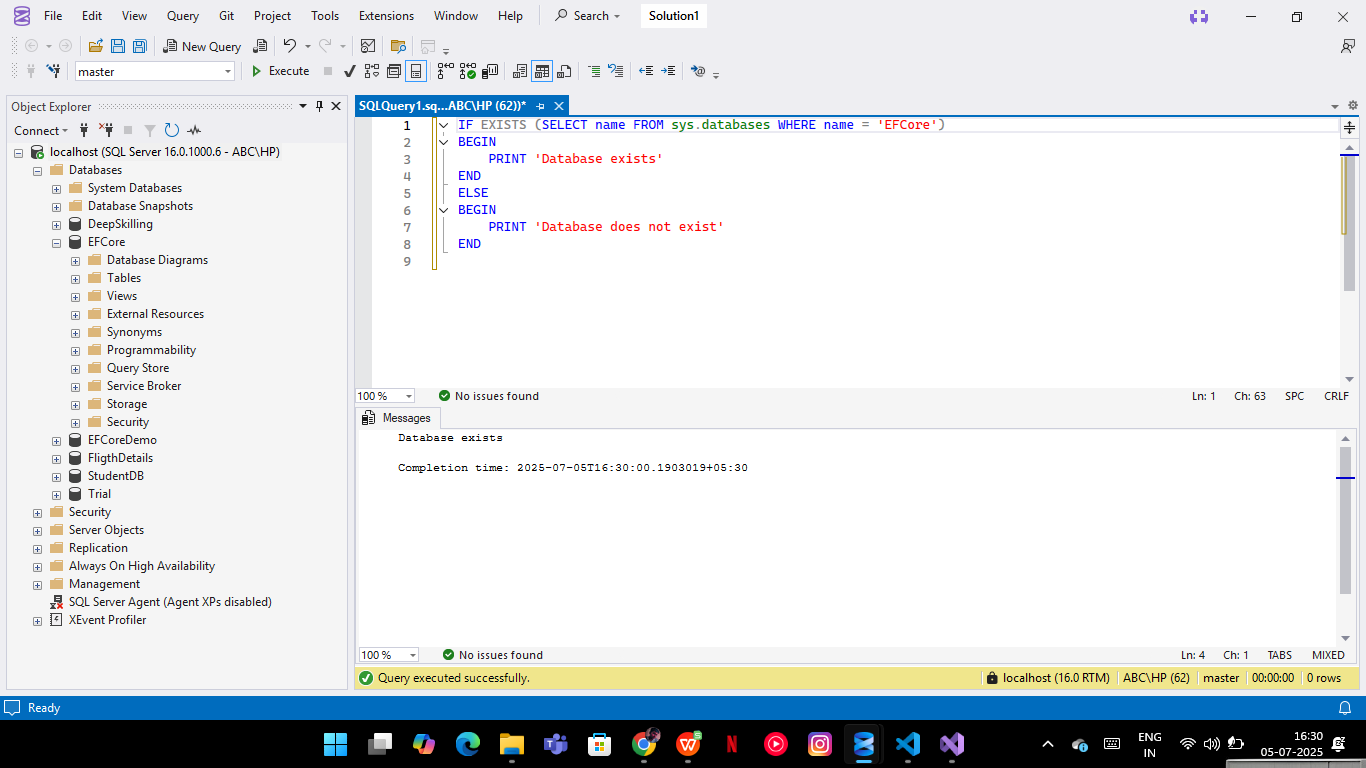 File Edit View Query Git Project Tools Extensions Window Help Search Solution1
New Query
master Execute
Object Explorer
Connect
localhost (SQL Server 16.0.1000.6 - ABC\HP)
Databases
System Databases
Database Snapshots
DeepSkilling
EFCore
Database Diagrams
Tables
Views
External Resources
Synonyms
Programmability
Query Store
Service Broker
Storage
Security
EFCoreDemo
FligthDetails
StudentDB
Trial
Security
Server Objects
Replication
Always On High Availability
Management
SQL Server Agent (Agent XPs disabled)
XEvent Profiler
SQLQuery1.sq...ABC\HP (62))*
1 IF EXISTS (SELECT name FROM sys.databases WHERE name = 'EFCore')
2 BEGIN
3 PRINT 'Database exists'
4 END
5 ELSE
6 BEGIN
7 PRINT 'Database does not exist'
8 END
9
100 % No issues found Ln: 1 Ch: 63 SPC CRLF
Messages
Database exists
Completion time: 2025-07-05T16:30:00.1903019+05:30
100 % No issues found Ln: 4 Ch: 1 TABS MIXED
Query executed successfully. localhost (16.0 RTM) ABC\HP (62) master 00:00:00 0 rows
Ready
ENG
IN
16:30
05-07-2025